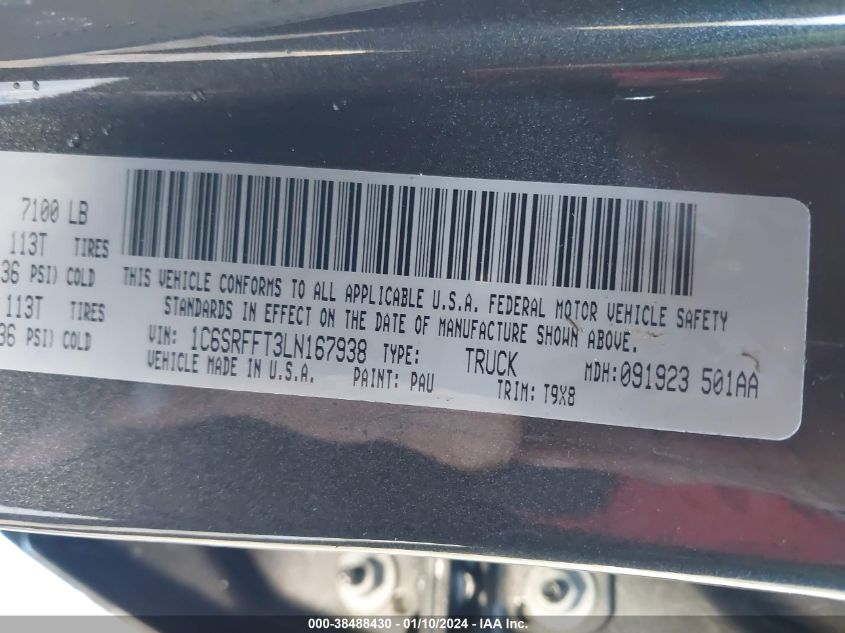 7100 LB
113T TIRES
36 PSI) COLD
113T TIRES
36 PSI) COLD
THIS VEHICLE CONFORMS TO ALL APPLICABLE U.S.A. FEDERAL MOTOR VEHICLE SAFETY
STANDARDS IN EFFECT ON THE DATE OF MANUFACTURE SHOWN ABOVE.
VIN: 1C6SRFFT3LN167938 TYPE: TRUCK MDH:091923 501AA
VEHICLE MADE IN U.S.A. PAINT: PAU TRIM: T9X8
000-38488430 - 01/10/2024 - IAA Inc.